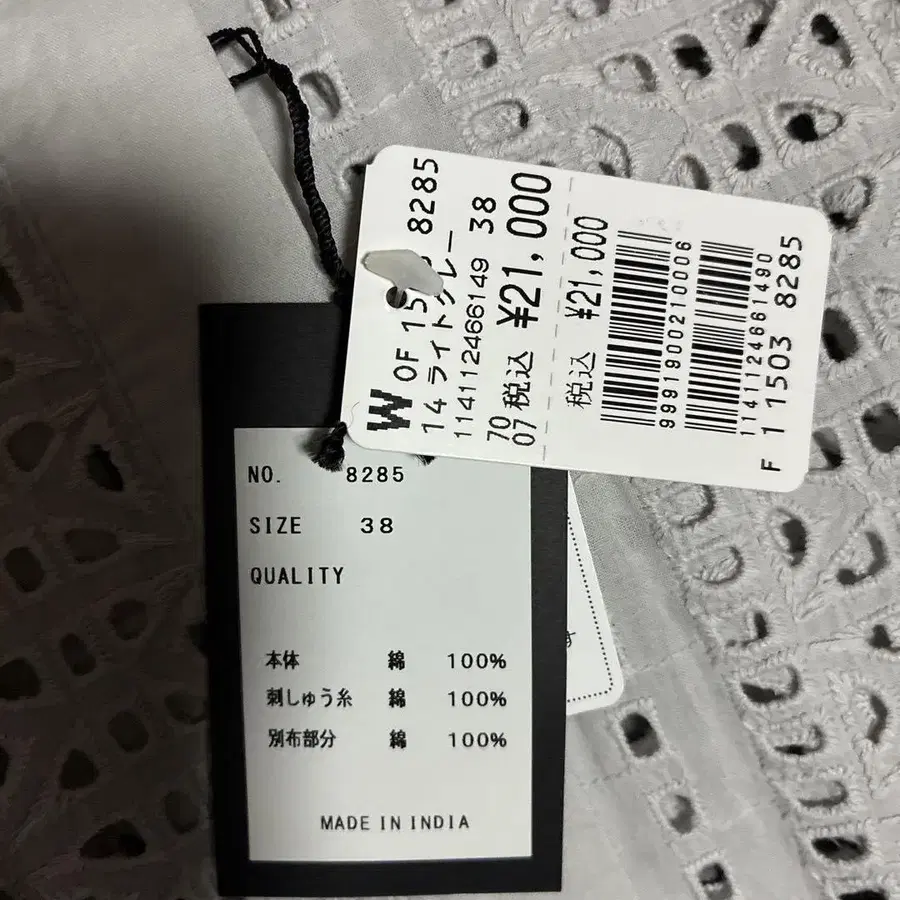 W OF 15 8285
14 ライトグレー
114112466149 38
70
07 税込 ¥21,000
税込 ¥21,000
9991900210006
1141124661490
F 11503 8285
NO. 8285
SIZE 38
QUALITY
本体 綿 100%
刺しゅう糸 綿 100%
別布部分 綿 100%
MADE IN INDIA
す